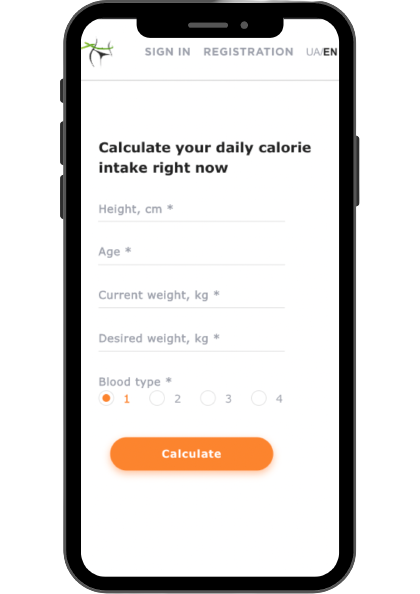 SIGN IN REGISTRATION UA/EN
Calculate your daily calorie
intake right now
Height, cm *
Age *
Current weight, kg *
Desired weight, kg *
Blood type *
1 2 3 4
Calculate